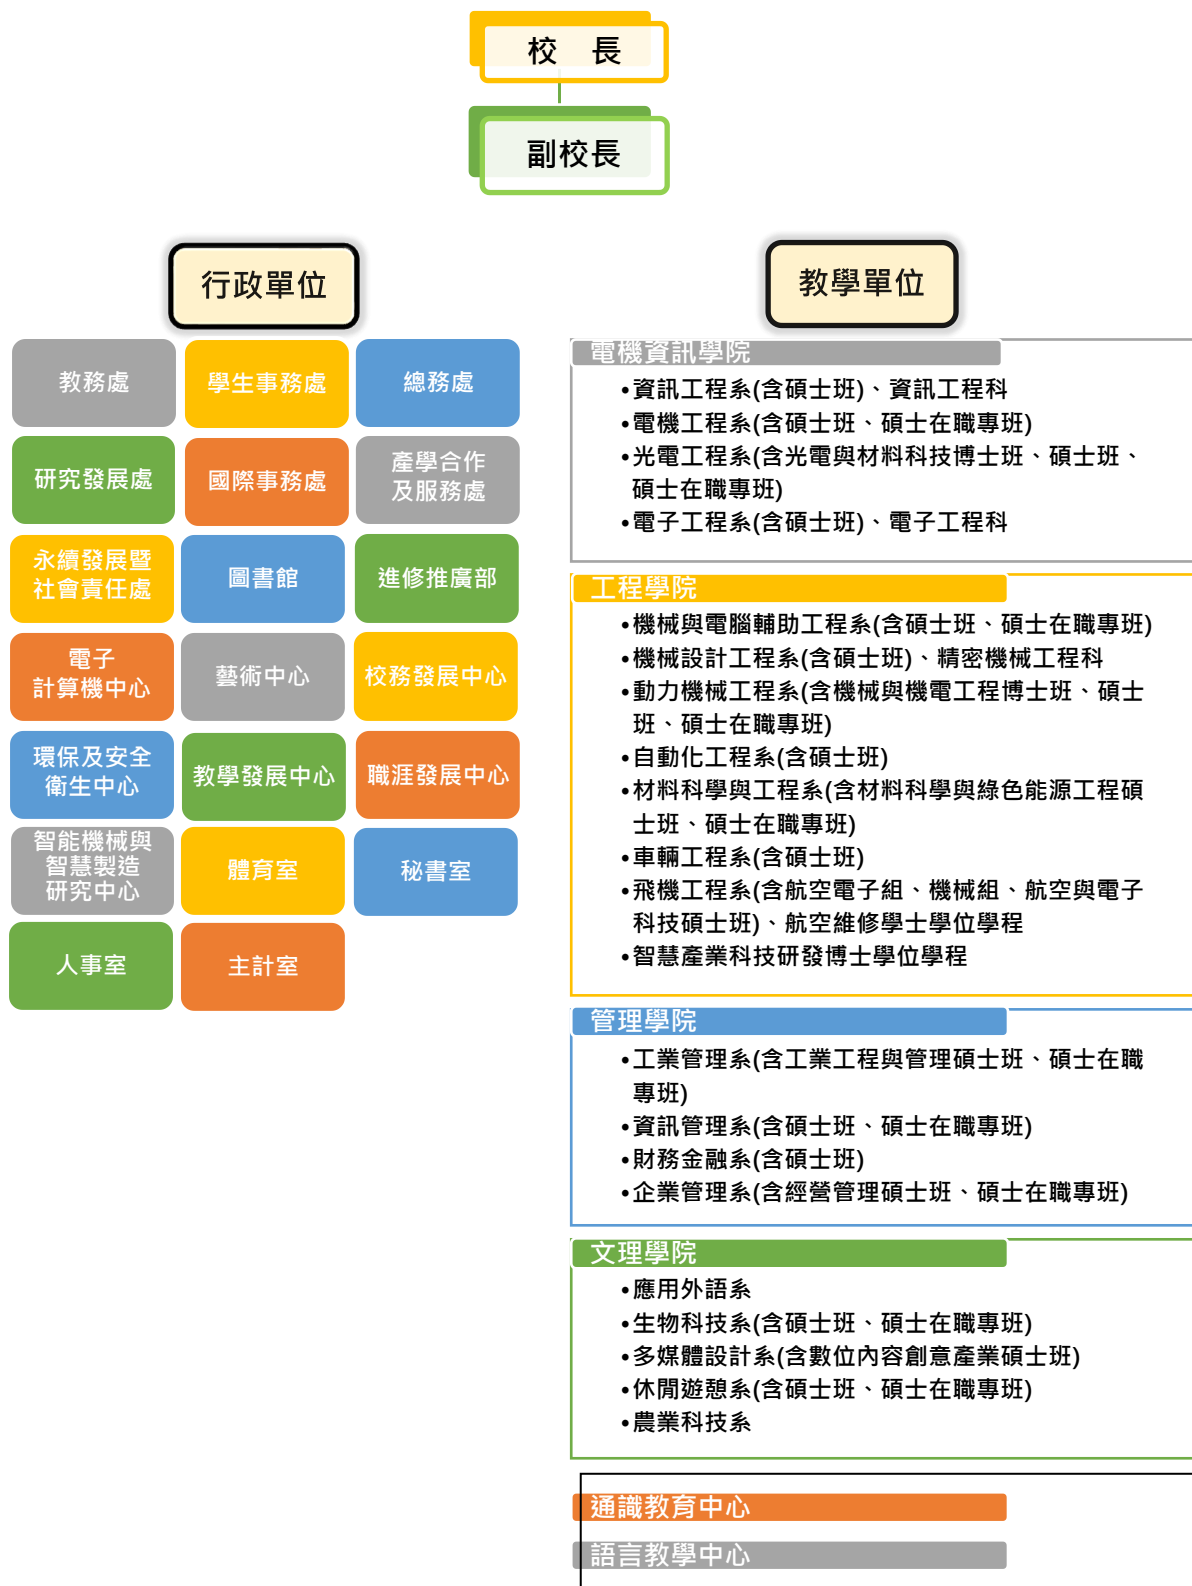 校 長
副校長
行政單位
教務處
學生事務處
總務處
研究發展處
國際事務處
產學合作
及服務處
永續發展暨
社會責任處
圖書館
進修推廣部
電子
計算機中心
藝術中心
校務發展中心
環保及安全
衛生中心
教學發展中心
職涯發展中心
智能機械與
智慧製造
研究中心
體育室
秘書室
人事室
主計室
教學單位
電機資訊學院
•資訊工程系(含碩士班)、資訊工程科
•電機工程系(含碩士班、碩士在職專班)
•光電工程系(含光電與材料科技博士班、碩士班、
碩士在職專班)
•電子工程系(含碩士班)、電子工程科
工程學院
•機械與電腦輔助工程系(含碩士班、碩士在職專班)
•機械設計工程系(含碩士班)、精密機械工程科
•動力機械工程系(含機械與機電工程博士班、碩士
班、碩士在職專班)
•自動化工程系(含碩士班)
•材料科學與工程系(含材料科學與綠色能源工程碩
士班、碩士在職專班)
•車輛工程系(含碩士班)
•飛機工程系(含航空電子組、機械組、航空與電子
科技碩士班)、航空維修學士學位學程
•智慧產業科技研發博士學位學程
管理學院
•工業管理系(含工業工程與管理碩士班、碩士在職
專班)
•資訊管理系(含碩士班、碩士在職專班)
•財務金融系(含碩士班)
•企業管理系(含經營管理碩士班、碩士在職專班)
文理學院
•應用外語系
•生物科技系(含碩士班、碩士在職專班)
•多媒體設計系(含數位內容創意產業碩士班)
•休閒遊憩系(含碩士班、碩士在職專班)
•農業科技系
通識教育中心
語言教學中心